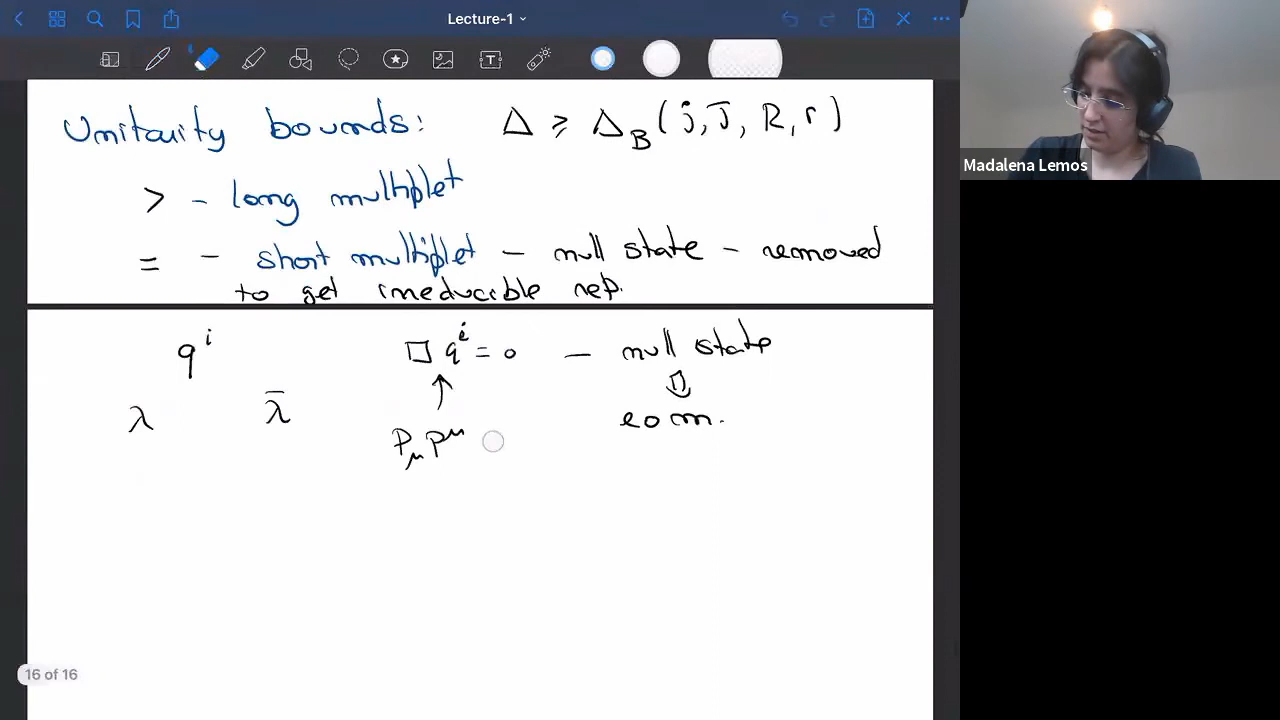 Lecture-1
Madalena Lemos
Unitarity bounds: Δ ≥ Δ_B (j, j̄, R, r)
> - long multiplet
= - short multiplet - null state - removed
to get irreducible rep.
q^i □ q^i = 0 - null state
λ λ̄ ↑ ⇓ eom.
P_μ P^μ
16 of 16